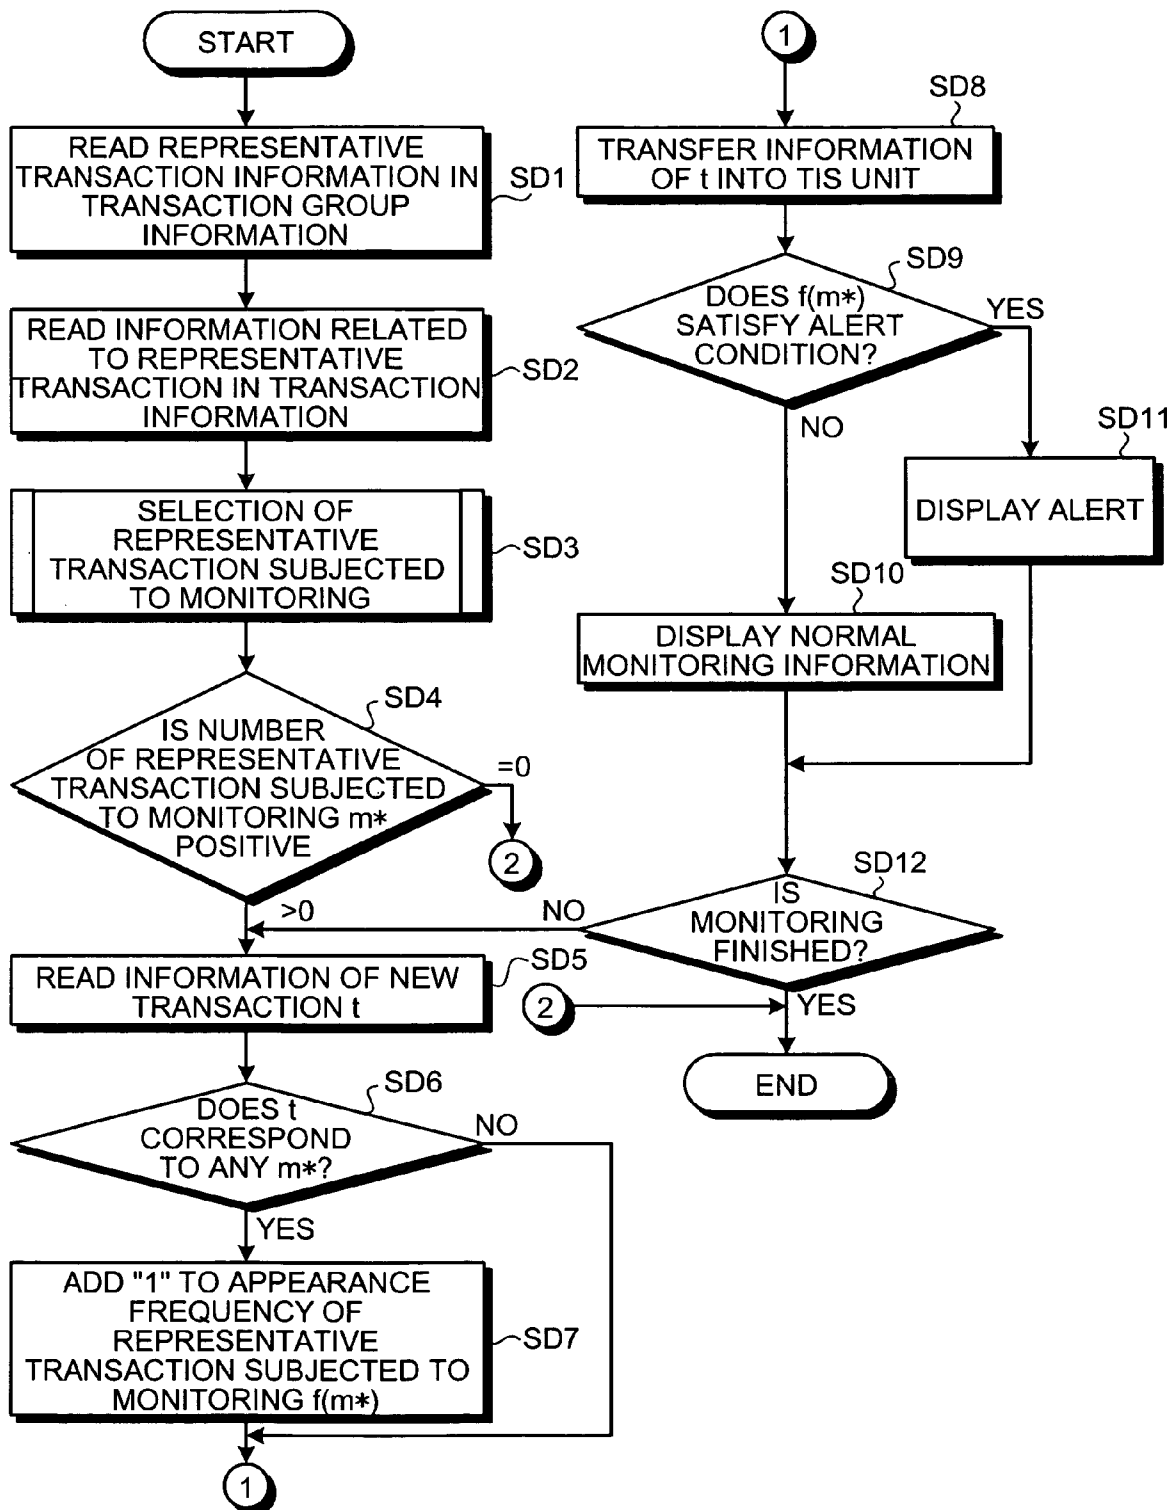 START
READ REPRESENTATIVE
TRANSACTION INFORMATION IN
TRANSACTION GROUP
INFORMATION
SD1
READ INFORMATION RELATED
TO REPRESENTATIVE
TRANSACTION IN TRANSACTION
INFORMATION
SD2
SELECTION OF
REPRESENTATIVE
TRANSACTION SUBJECTED
TO MONITORING
SD3
SD4
IS NUMBER
OF REPRESENTATIVE
TRANSACTION SUBJECTED
TO MONITORING m*
POSITIVE
=0
2
>0
READ INFORMATION OF NEW
TRANSACTION t
SD5
SD6
DOES t
CORRESPOND
TO ANY m*?
NO
YES
ADD "1" TO APPEARANCE
FREQUENCY OF
REPRESENTATIVE
TRANSACTION SUBJECTED TO
MONITORING f(m*)
SD7
1
1
SD8
TRANSFER INFORMATION
OF t INTO TIS UNIT
SD9
DOES f(m*)
SATISFY ALERT
CONDITION?
YES
NO
SD11
DISPLAY ALERT
SD10
DISPLAY NORMAL
MONITORING INFORMATION
SD12
IS
MONITORING
FINISHED?
NO
2
YES
END